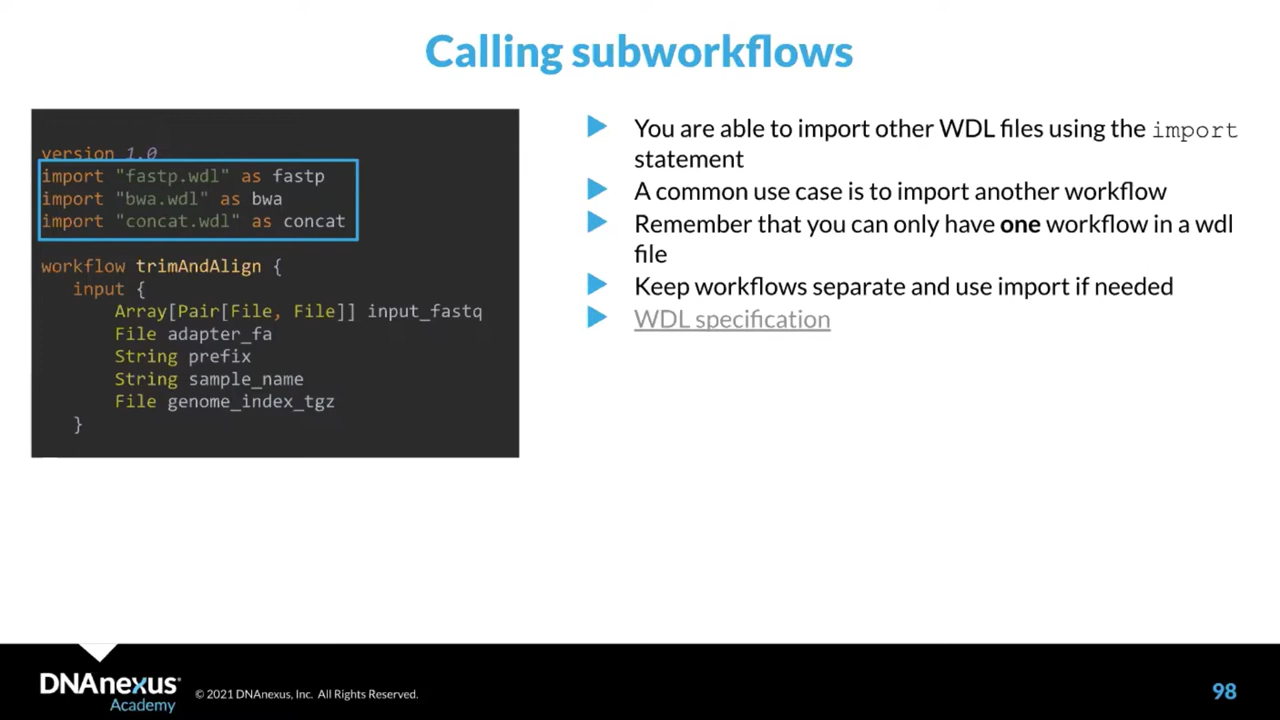 Calling subworkflows
version 1.0
import "fastp.wdl" as fastp
import "bwa.wdl" as bwa
import "concat.wdl" as concat
workflow trimAndAlign {
input {
Array[Pair[File, File]] input_fastq
File adapter_fa
String prefix
String sample_name
File genome_index_tgz
}
You are able to import other WDL files using the import
statement
A common use case is to import another workflow
Remember that you can only have one workflow in a wdl
file
Keep workflows separate and use import if needed
WDL specification
DNAnexus
Academy
© 2021 DNAnexus, Inc. All Rights Reserved.
98